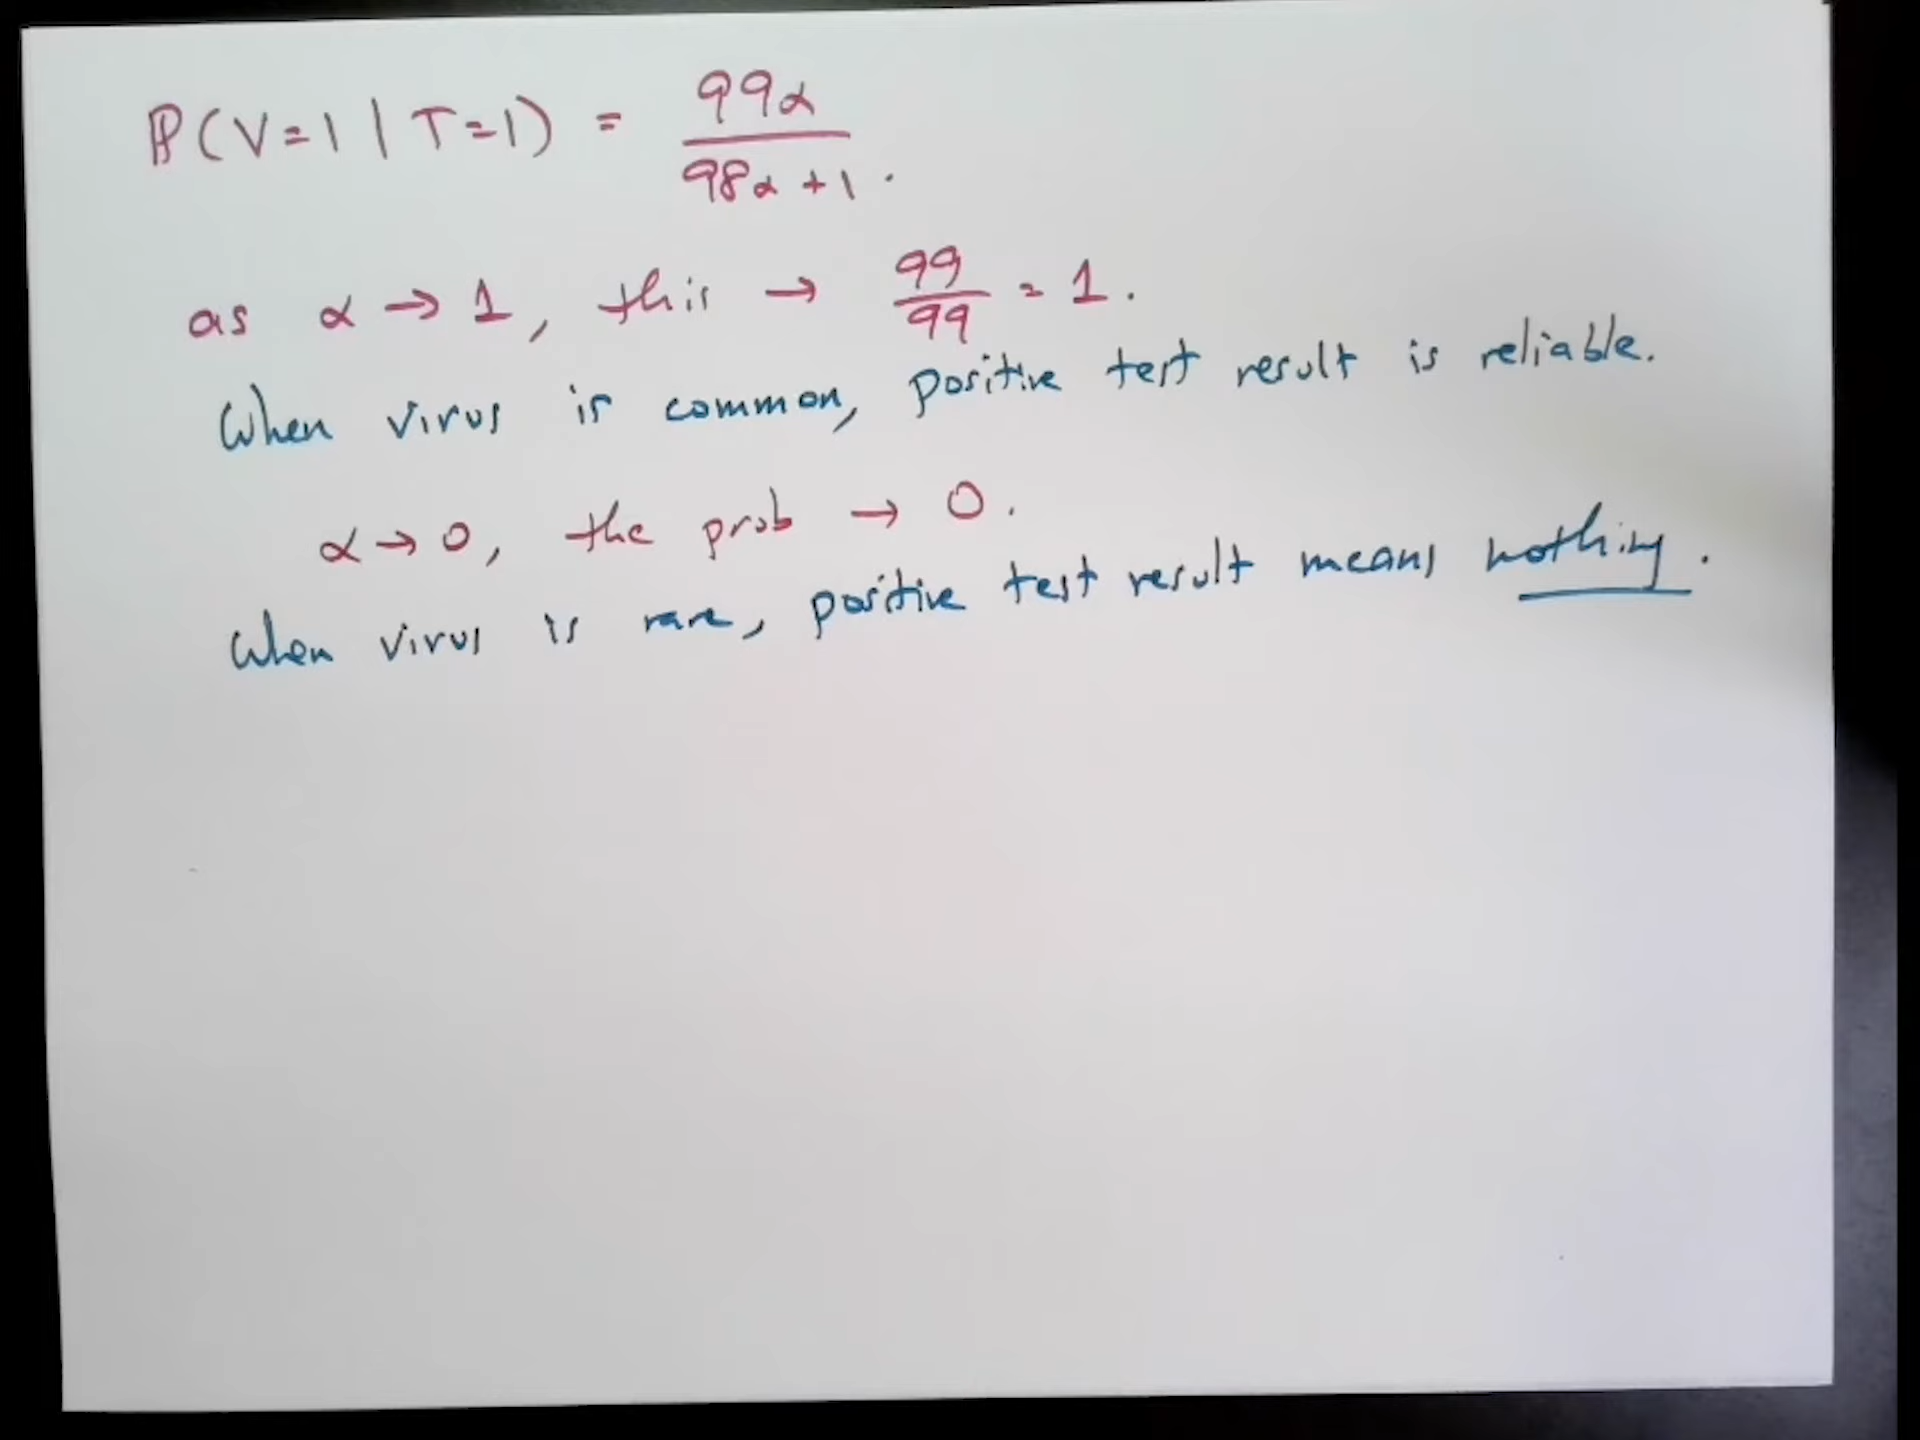 ℙ(V=1 | T=1) = 99α / 98α + 1.
as α → 1, this → 99/99 = 1.
When virus is common, positive test result is reliable.
α → 0, the prob → 0.
When virus is rare, positive test result means nothing.